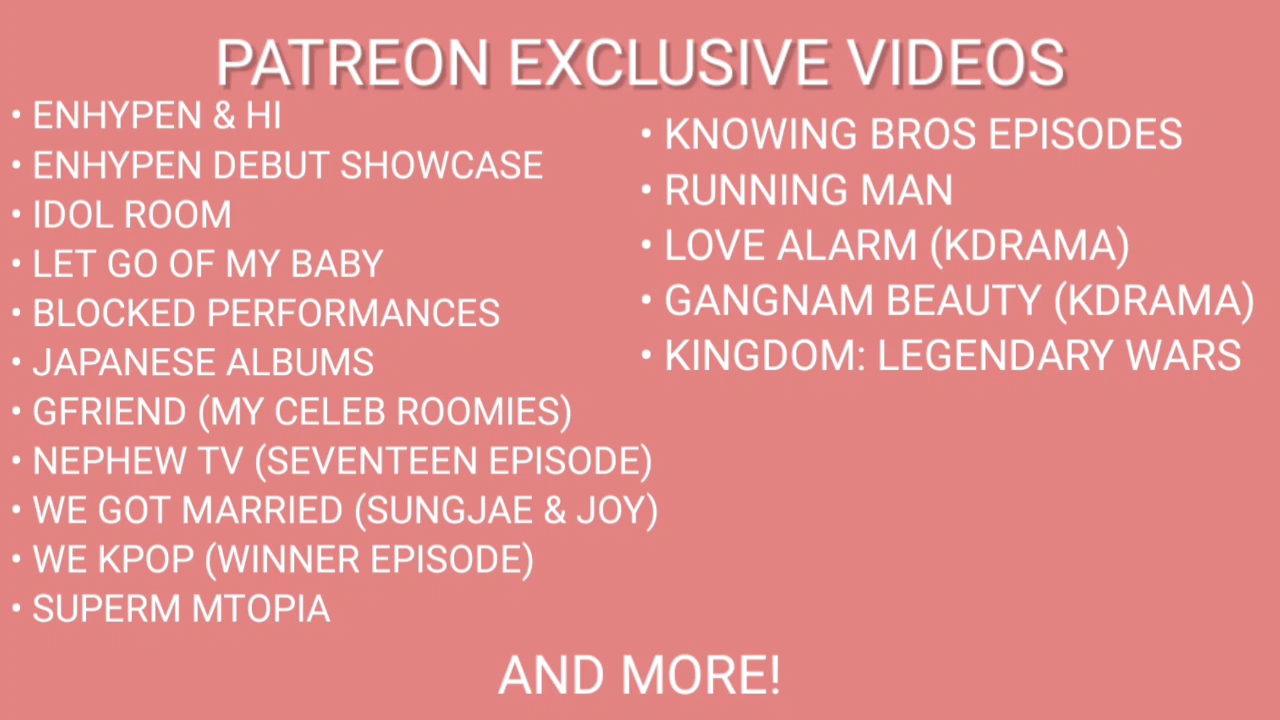 PATREON EXCLUSIVE VIDEOS
• ENHYPEN & HI
• ENHYPEN DEBUT SHOWCASE
• IDOL ROOM
• LET GO OF MY BABY
• BLOCKED PERFORMANCES
• JAPANESE ALBUMS
• GFRIEND (MY CELEB ROOMIES)
• NEPHEW TV (SEVENTEEN EPISODE)
• WE GOT MARRIED (SUNGJAE & JOY)
• WE KPOP (WINNER EPISODE)
• SUPERM MTOPIA
• KNOWING BROS EPISODES
• RUNNING MAN
• LOVE ALARM (KDRAMA)
• GANGNAM BEAUTY (KDRAMA)
• KINGDOM: LEGENDARY WARS
AND MORE!